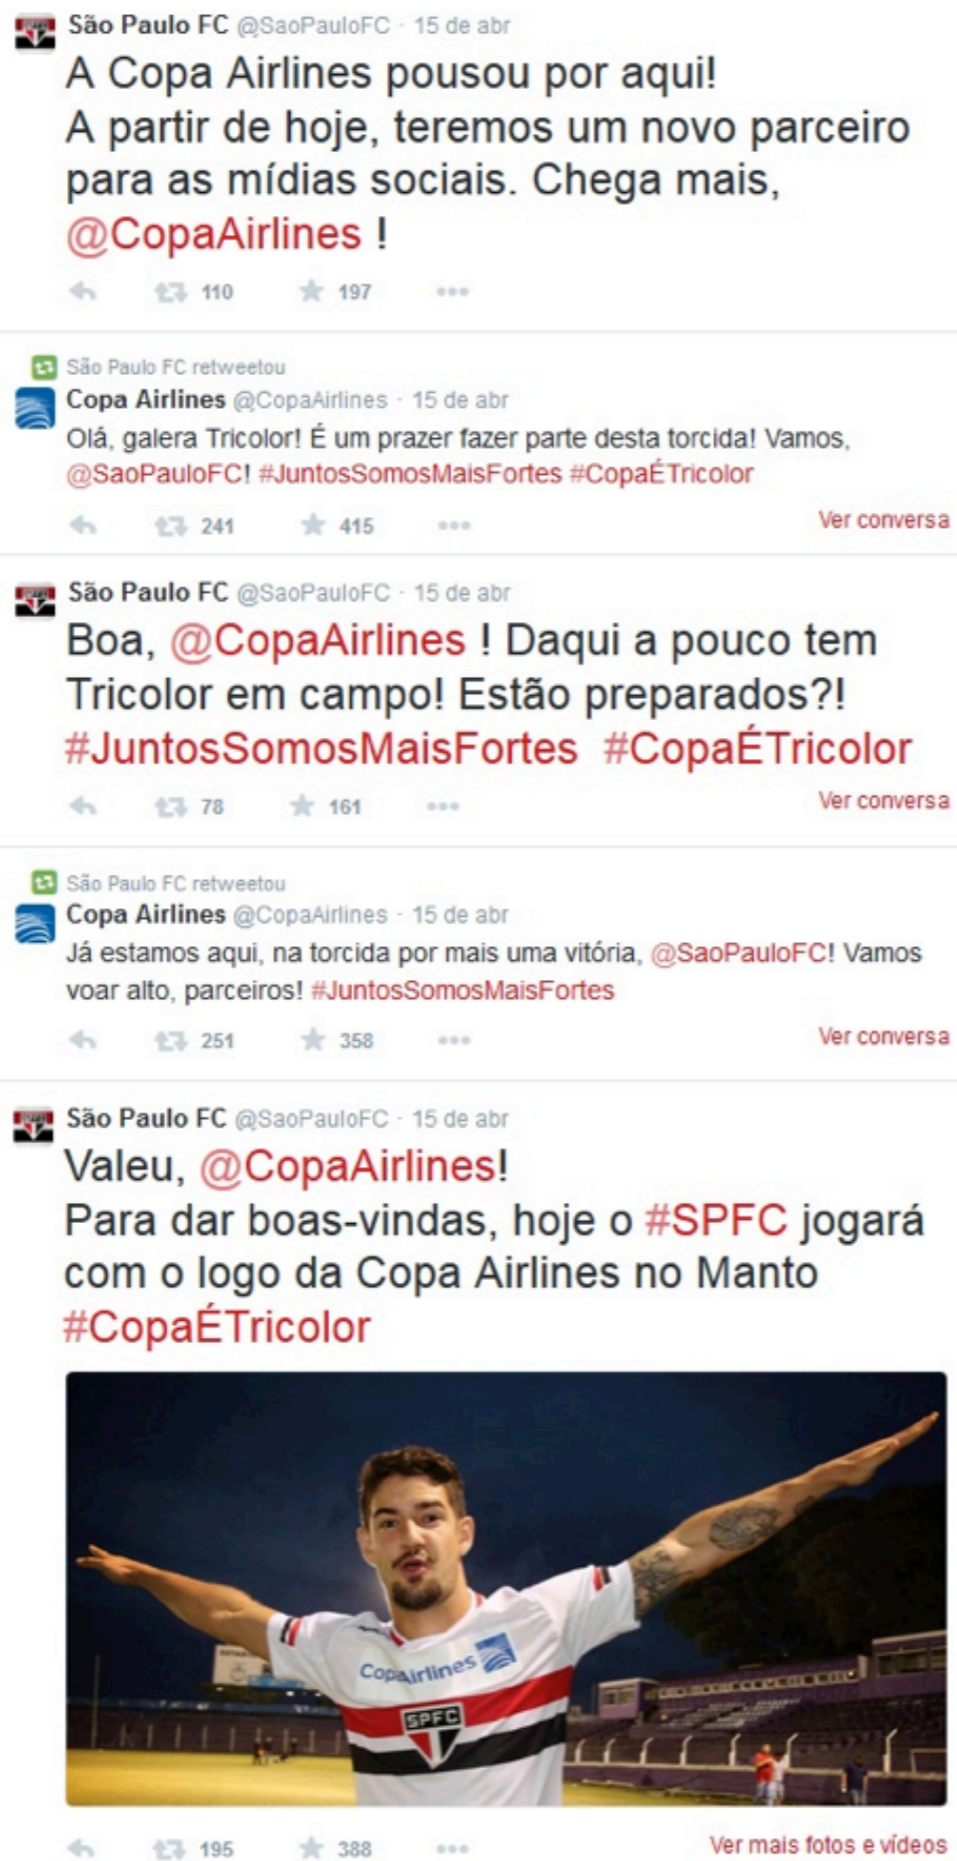 São Paulo FC @SaoPauloFC · 15 de abr
A Copa Airlines pousou por aqui!
A partir de hoje, teremos um novo parceiro
para as mídias sociais. Chega mais,
@CopaAirlines !
110 197
São Paulo FC retweetou
Copa Airlines @CopaAirlines · 15 de abr
Olá, galera Tricolor! É um prazer fazer parte desta torcida! Vamos,
@SaoPauloFC! #JuntosSomosMaisFortes #CopaÉTricolor
241 415 Ver conversa
São Paulo FC @SaoPauloFC · 15 de abr
Boa, @CopaAirlines ! Daqui a pouco tem
Tricolor em campo! Estão preparados?!
#JuntosSomosMaisFortes #CopaÉTricolor
78 161 Ver conversa
São Paulo FC retweetou
Copa Airlines @CopaAirlines · 15 de abr
Já estamos aqui, na torcida por mais uma vitória, @SaoPauloFC! Vamos
voar alto, parceiros! #JuntosSomosMaisFortes
251 358 Ver conversa
São Paulo FC @SaoPauloFC · 15 de abr
Valeu, @CopaAirlines!
Para dar boas-vindas, hoje o #SPFC jogará
com o logo da Copa Airlines no Manto
#CopaÉTricolor
CopaAirlines
SPFC
195 388 Ver mais fotos e vídeos